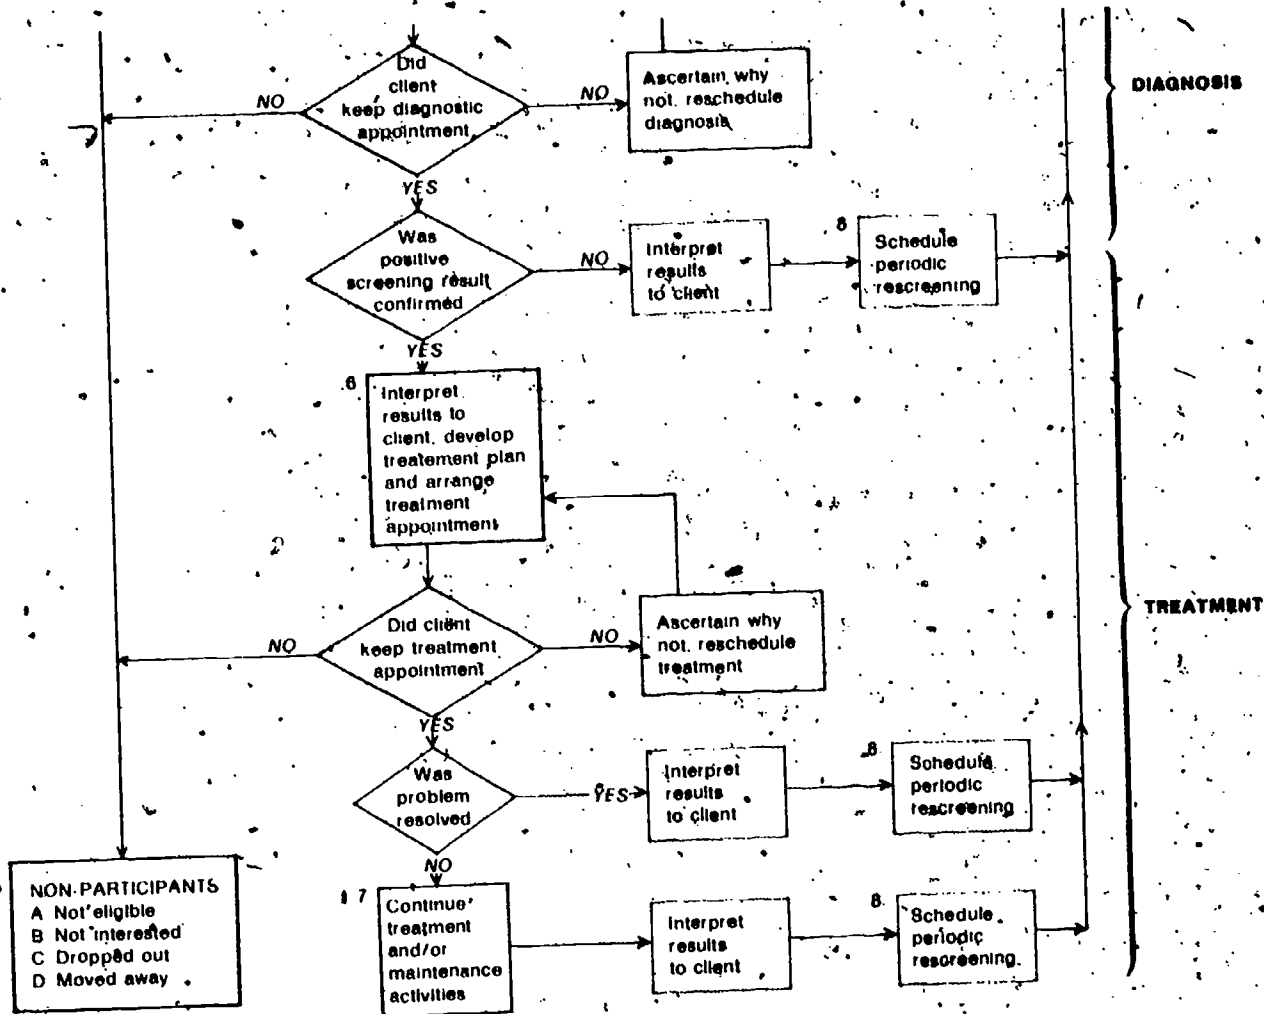 Did
client
keep diagnostic
appointment
NO
NO
Ascertain why
not, reschedule
diagnosis
DIAGNOSIS
YES
Was
positive
screening result
confirmed
NO
Interpret
results
to client
8
Schedule
periodic
rescreening
YES
6
Interpret
results to
client, develop
treatement plan
and arrange
treatment
appointment
Did client
keep treatment
appointment
NO
NO
Ascertain why
not, reschedule
treatment
TREATMENT
YES
Was
problem
resolved
YES
Interpret
results
to client
8
Schedule
periodic
rescreening
NO
7
Continue
treatment
and/or
maintenance
activities
Interpret
results
to client
8
Schedule
periodic
rescreening
NON-PARTICIPANTS
A Not eligible
B Not interested
C Dropped out
D Moved away